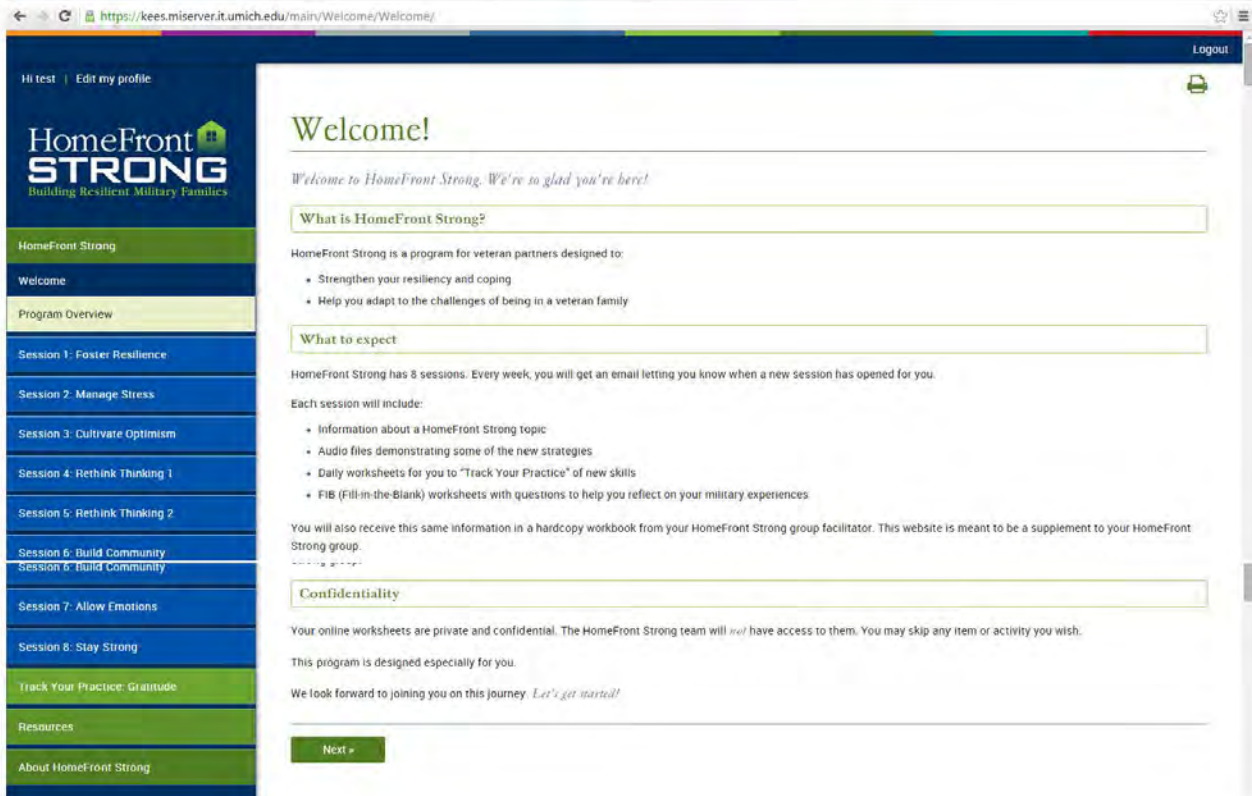 https://kees.miserver.it.umich.edu/main/Welcome/Welcome/
Logout
Hi test | Edit my profile
HomeFront
STRONG
Building Resilient Military Families
HomeFront Strong
Welcome
Program Overview
Session 1: Foster Resilience
Session 2: Manage Stress
Session 3: Cultivate Optimism
Session 4: Rethink Thinking 1
Session 5: Rethink Thinking 2
Session 6: Build Community
Session 6: Build Community
Session 7: Allow Emotions
Session 8: Stay Strong
Track Your Practice: Gratitude
Resources
About HomeFront Strong
Welcome!
Welcome to HomeFront Strong. We're so glad you're here!
What is HomeFront Strong?
HomeFront Strong is a program for veteran partners designed to:
• Strengthen your resiliency and coping
• Help you adapt to the challenges of being in a veteran family
What to expect
HomeFront Strong has 8 sessions. Every week, you will get an email letting you know when a new session has opened for you.
Each session will include:
• Information about a HomeFront Strong topic
• Audio files demonstrating some of the new strategies
• Daily worksheets for you to "Track Your Practice" of new skills
• FIB (Fill-in-the-Blank) worksheets with questions to help you reflect on your military experiences
You will also receive this same information in a hardcopy workbook from your HomeFront Strong group facilitator. This website is meant to be a supplement to your HomeFront
Strong group.
Confidentiality
Your online worksheets are private and confidential. The HomeFront Strong team will not have access to them. You may skip any item or activity you wish.
This program is designed especially for you.
We look forward to joining you on this journey. Let's get started!
Next »